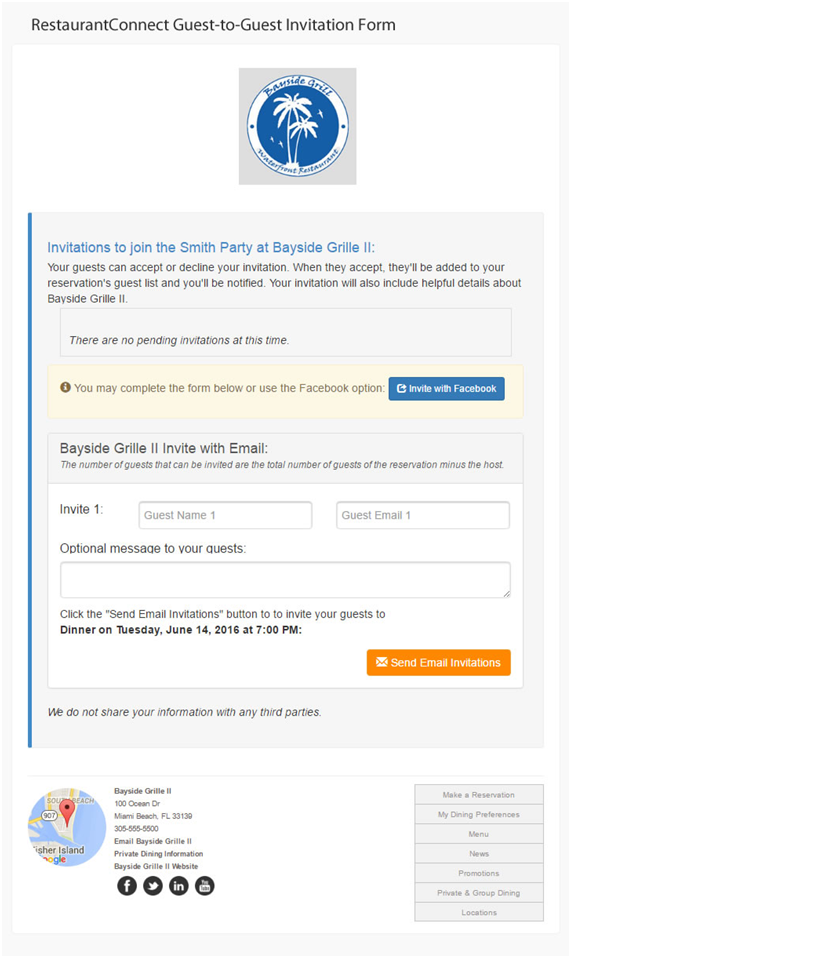 RestaurantConnect Guest-to-Guest Invitation Form
Bayside Grill
Waterfront Restaurant
Invitations to join the Smith Party at Bayside Grille II:
Your guests can accept or decline your invitation. When they accept, they'll be added to your
reservation's guest list and you'll be notified. Your invitation will also include helpful details about
Bayside Grille II.
There are no pending invitations at this time.
You may complete the form below or use the Facebook option: Invite with Facebook
Bayside Grille II Invite with Email:
The number of guests that can be invited are the total number of guests of the reservation minus the host.
Invite 1: Guest Name 1 Guest Email 1
Optional message to your guests:
Click the "Send Email Invitations" button to to invite your guests to
Dinner on Tuesday, June 14, 2016 at 7:00 PM:
Send Email Invitations
We do not share your information with any third parties.
SOUTH BEACH
907
isher Island
ogle
Bayside Grille II
100 Ocean Dr
Miami Beach, FL 33139
305-555-5500
Email Bayside Grille II
Private Dining Information
Bayside Grille II Website
f in You Tube
Make a Reservation
My Dining Preferences
Menu
News
Promotions
Private & Group Dining
Locations